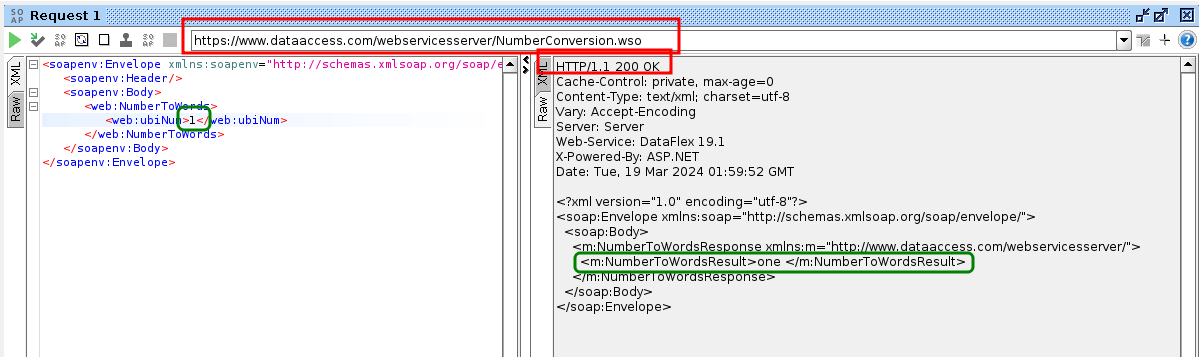 SO AP Request 1
SO AP
https://www.dataaccess.com/webservicesserver/NumberConversion.wso
XML
Raw
<soapenv:Envelope xmlns:soapenv="http://schemas.xmlsoap.org/soap/e
<soapenv:Header/>
<soapenv:Body>
<web:NumberToWords>
<web:ubiNum>1</web:ubiNum>
</web:NumberToWords>
</soapenv:Body>
</soapenv:Envelope>
XML
Raw
HTTP/1.1 200 OK
Cache-Control: private, max-age=0
Content-Type: text/xml; charset=utf-8
Vary: Accept-Encoding
Server: Server
Web-Service: DataFlex 19.1
X-Powered-By: ASP.NET
Date: Tue, 19 Mar 2024 01:59:52 GMT
<?xml version="1.0" encoding="utf-8"?>
<soap:Envelope xmlns:soap="http://schemas.xmlsoap.org/soap/envelope/">
<soap:Body>
<m:NumberToWordsResponse xmlns:m="http://www.dataaccess.com/webservicesserver/">
<m:NumberToWordsResult>one </m:NumberToWordsResult>
</m:NumberToWordsResponse>
</soap:Body>
</soap:Envelope>